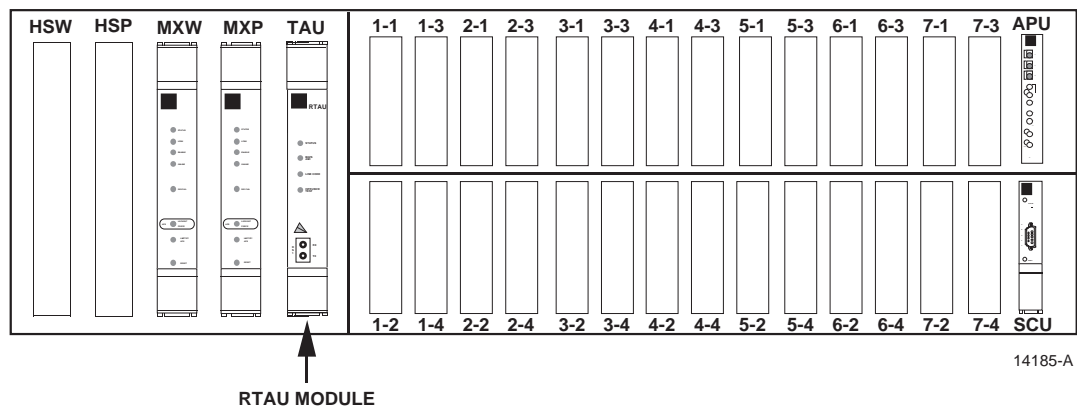 HSW HSP MXW MXP TAU 1-1 1-3 2-1 2-3 3-1 3-3 4-1 4-3 5-1 5-3 6-1 6-3 7-1 7-3 APU
RTAU
1-2 1-4 2-2 2-4 3-2 3-4 4-2 4-4 5-2 5-4 6-2 6-4 7-2 7-4 SCU
14185-A
RTAU MODULE